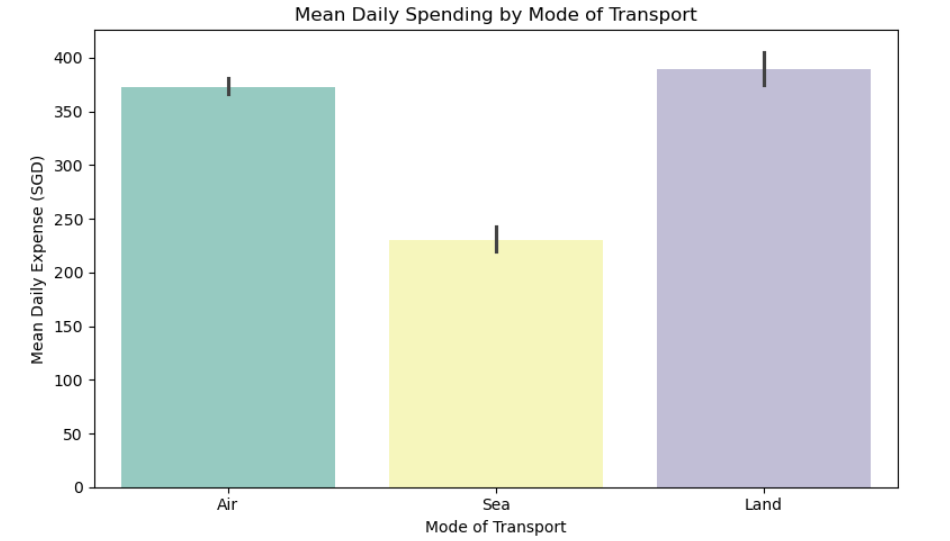 Mean Daily Spending by Mode of Transport
Mean Daily Expense (SGD)
400
350
300
250
200
150
100
50
0
Air Sea Land
Mode of Transport